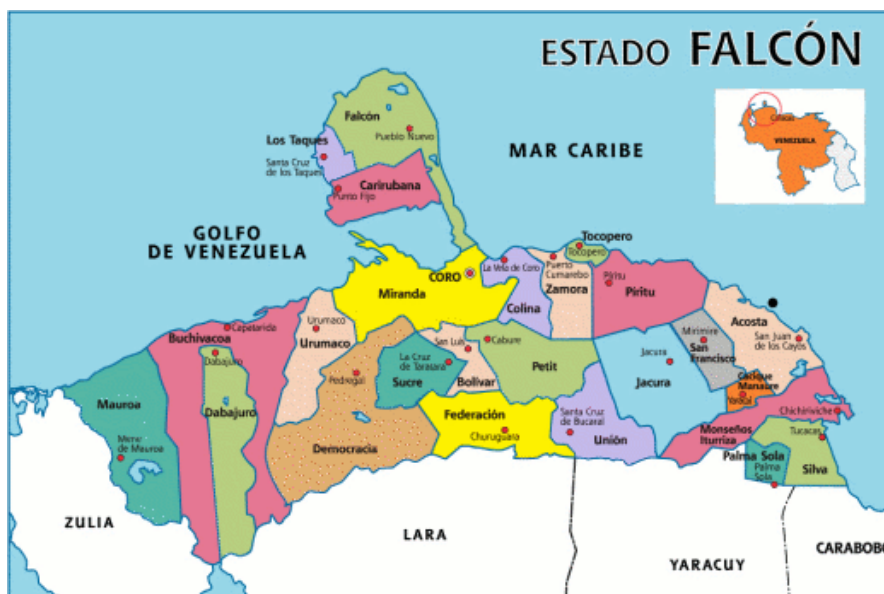 ESTADO FALCÓN
Caracas
VENEZUELA
MAR CARIBE
GOLFO
DE VENEZUELA
Falcón
Pueblo Nuevo
Los Taques
Santa Cruz
de los Taques
Carirubana
Punto Fijo
CORO
Miranda
La Vela de Coro
Colina
Puerto
Cumarebo
Zamora
Tocopero
Tocopero
Píritu
Piritu
Acosta
San Juan
de los Cayos
Mirimire
San
Francisco
Jacura
Jacura
Cacique
Manaure
Yaracal
Capatarida
Buchivacoa
Urumaco
Urumaco
Dabajuro
Dabajuro
Mauroa
Mene
de Mauroa
Pedregal
Democracia
La Cruz
de Taratara
Sucre
San Luis
Bolívar
Cabure
Petit
Federación
Churuguara
Santa Cruz
de Bucaral
Unión
Chichiriviche
Monseños
Iturriza
Tucacas
Silva
Palma Sola
Palma
Sola
ZULIA
LARA
YARACUY
CARABOBO